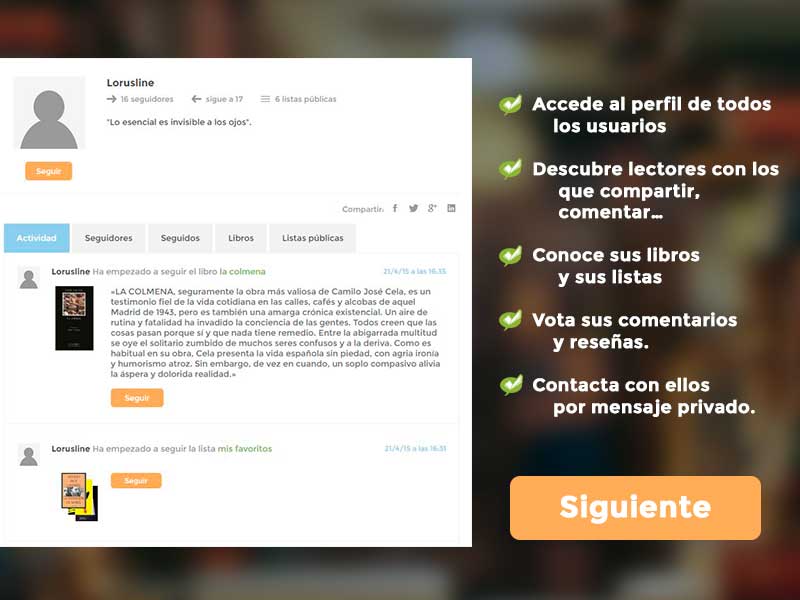 Lorusline
16 seguidores sigue a 17 6 listas públicas
"Lo esencial es invisible a los ojos".
Seguir
Compartir:
Actividad Seguidores Seguidos Libros Listas públicas
Lorusline Ha empezado a seguir el libro la colmena 21/4/15 a las 16:35
«LA COLMENA, seguramente la obra más valiosa de Camilo José Cela, es un
testimonio fiel de la vida cotidiana en las calles, cafés y alcobas de aquel
Madrid de 1943, pero es también una amarga crónica existencial. Un aire de
rutina y fatalidad ha invadido la conciencia de las gentes. Todos creen que las
cosas pasan porque sí y que nada tiene remedio. Entre la abigarrada multitud
se oye el solitario zumbido de muchos seres confusos y a la deriva. Como es
habitual en su obra, Cela presenta la vida española sin piedad, con agria ironía
y humorismo atroz. Sin embargo, de vez en cuando, un soplo compasivo alivia
la áspera y dolorida realidad.»
Seguir
Lorusline Ha empezado a seguir la lista mis favoritos 21/4/15 a las 16:31
Seguir
Accede al perfil de todos
los usuarios
Descubre lectores con los
que compartir,
comentar...
Conoce sus libros
y sus listas
Vota sus comentarios
y reseñas.
Contacta con ellos
por mensaje privado.
Siguiente